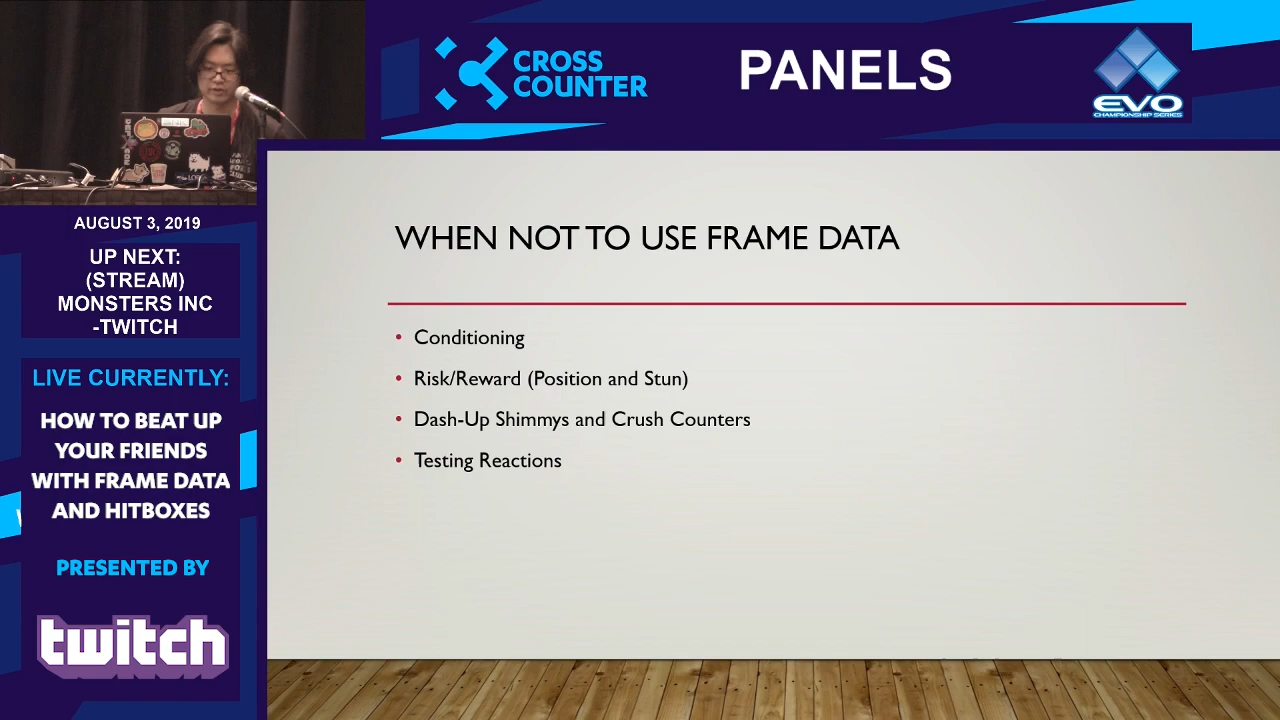 CROSS
COUNTER
PANELS
EVO
CHAMPIONSHIP SERIES
AUGUST 3, 2019
UP NEXT:
(STREAM)
MONSTERS INC
-TWITCH
LIVE CURRENTLY:
HOW TO BEAT UP
YOUR FRIENDS
WITH FRAME DATA
AND HITBOXES
PRESENTED BY
twitch
WHEN NOT TO USE FRAME DATA
• Conditioning
• Risk/Reward (Position and Stun)
• Dash-Up Shimmys and Crush Counters
• Testing Reactions